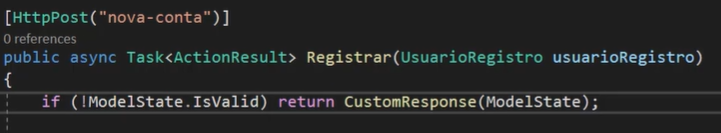 [HttpPost("nova-conta")]
0 references
public async Task<ActionResult> Registrar(UsuarioRegistro usuarioRegistro)
{
if (!ModelState.IsValid) return CustomResponse(ModelState);